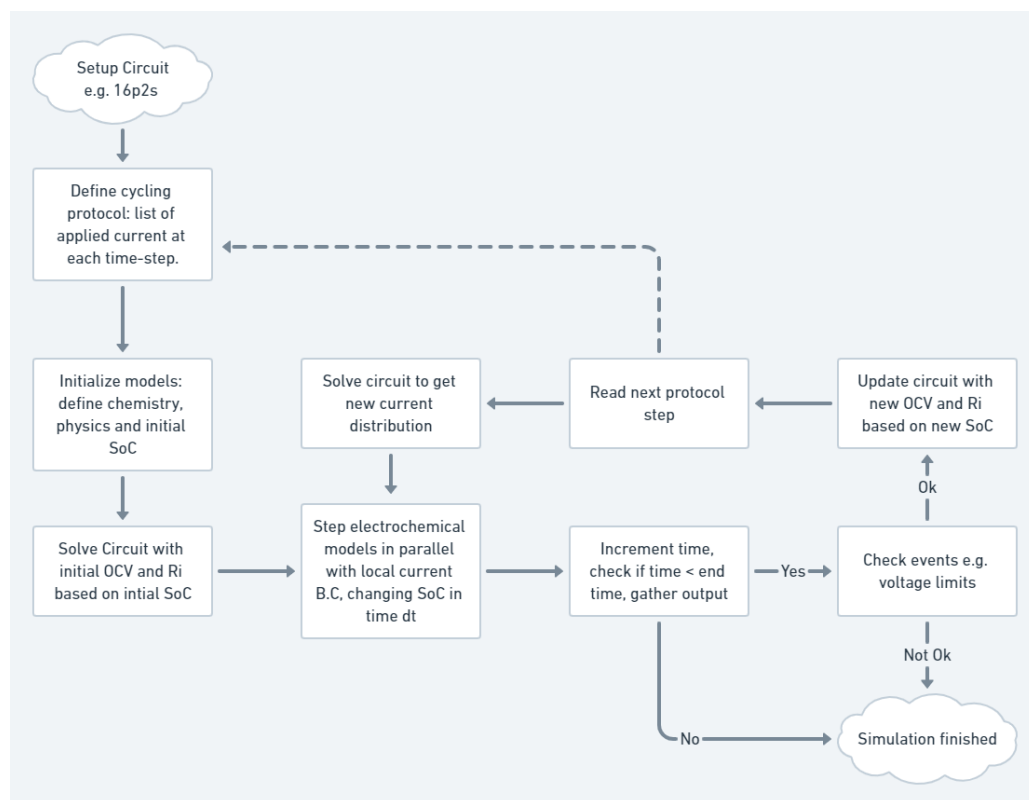 Setup Circuit
e.g. 16p2s
Define cycling
protocol: list of
applied current at
each time-step.
Initialize models:
define chemistry,
physics and initial
SoC
Solve Circuit with
initial OCV and Ri
based on intial SoC
Solve circuit to get
new current
distribution
Step electrochemical
models in parallel
with local current
B.C, changing SoC in
time dt
Read next protocol
step
Increment time,
check if time < end
time, gather output
Yes
No
Update circuit with
new OCV and Ri
based on new SoC
Ok
Check events e.g.
voltage limits
Not Ok
Simulation finished